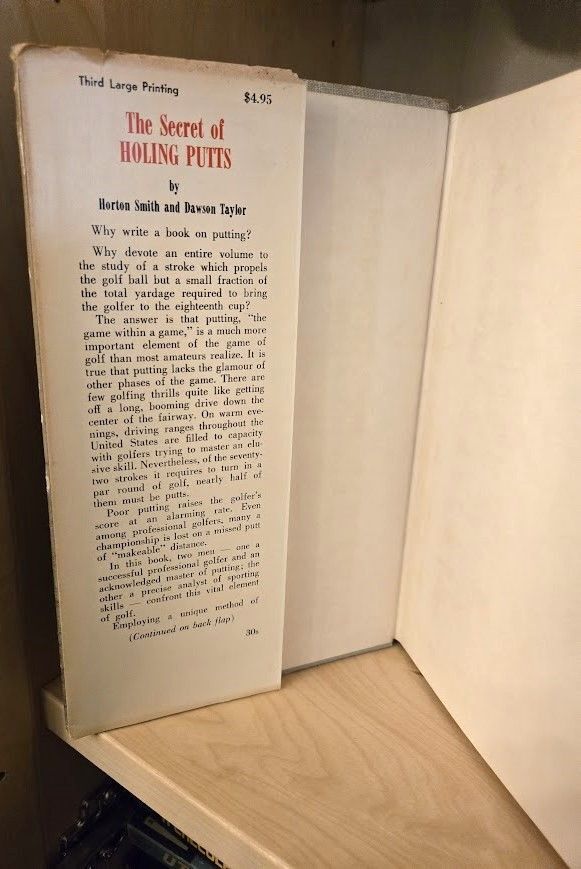 Third Large Printing
$4.95
The Secret of
HOLING PUTTS
by
Horton Smith and Dawson Taylor
Why write a book on putting?
Why devote an entire volume to
the study of a stroke which propels
the golf ball but a small fraction of
the total yardage required to bring
the golfer to the eighteenth cup?
The answer is that putting, "the
game within a game," is a much more
important element of the game of
golf than most amateurs realize. It is
true that putting lacks the glamour of
other phases of the game. There are
few golfing thrills quite like getting
off a long, booming drive down the
center of the fairway. On warm eve-
nings, driving ranges throughout the
United States are filled to capacity
with golfers trying to master an elu-
sive skill. Nevertheless, of the seventy-
two strokes it requires to turn in a
par round of golf, nearly half of
them must be putts.
Poor putting raises the golfer's
score at an alarming rate. Even
among professional golfers, many a
championship is lost on a missed putt
of "makeable" distance.
In this book, two men — one a
successful professional golfer and an
acknowledged master of putting; the
other a precise analyst of sporting
skills — confront this vital element
of golf.
Employing a unique method of
(Continued on back flap)
30s